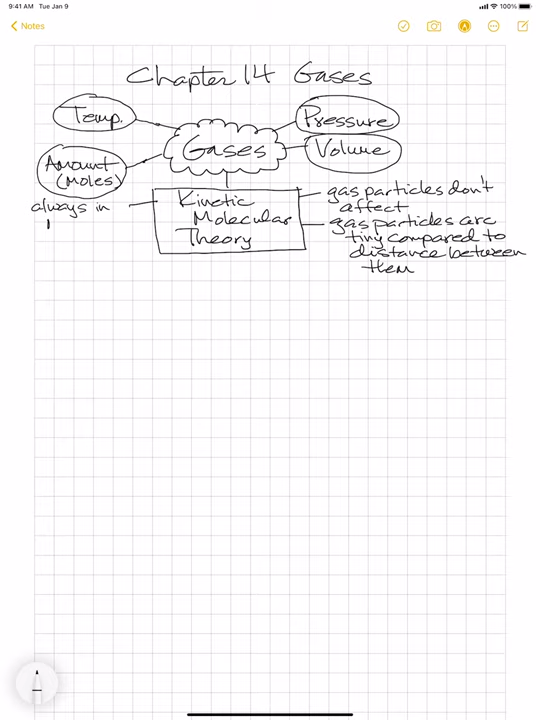 9:41 AM Tue Jan 9
100%
Notes
Chapter 14 Gases
Temp.
Pressure
Gases
Volume
Amount
(Moles)
always in
Kinetic
Molecular
Theory
gas particles don't
affect
gas particles are
tiny compared to
distance between
them